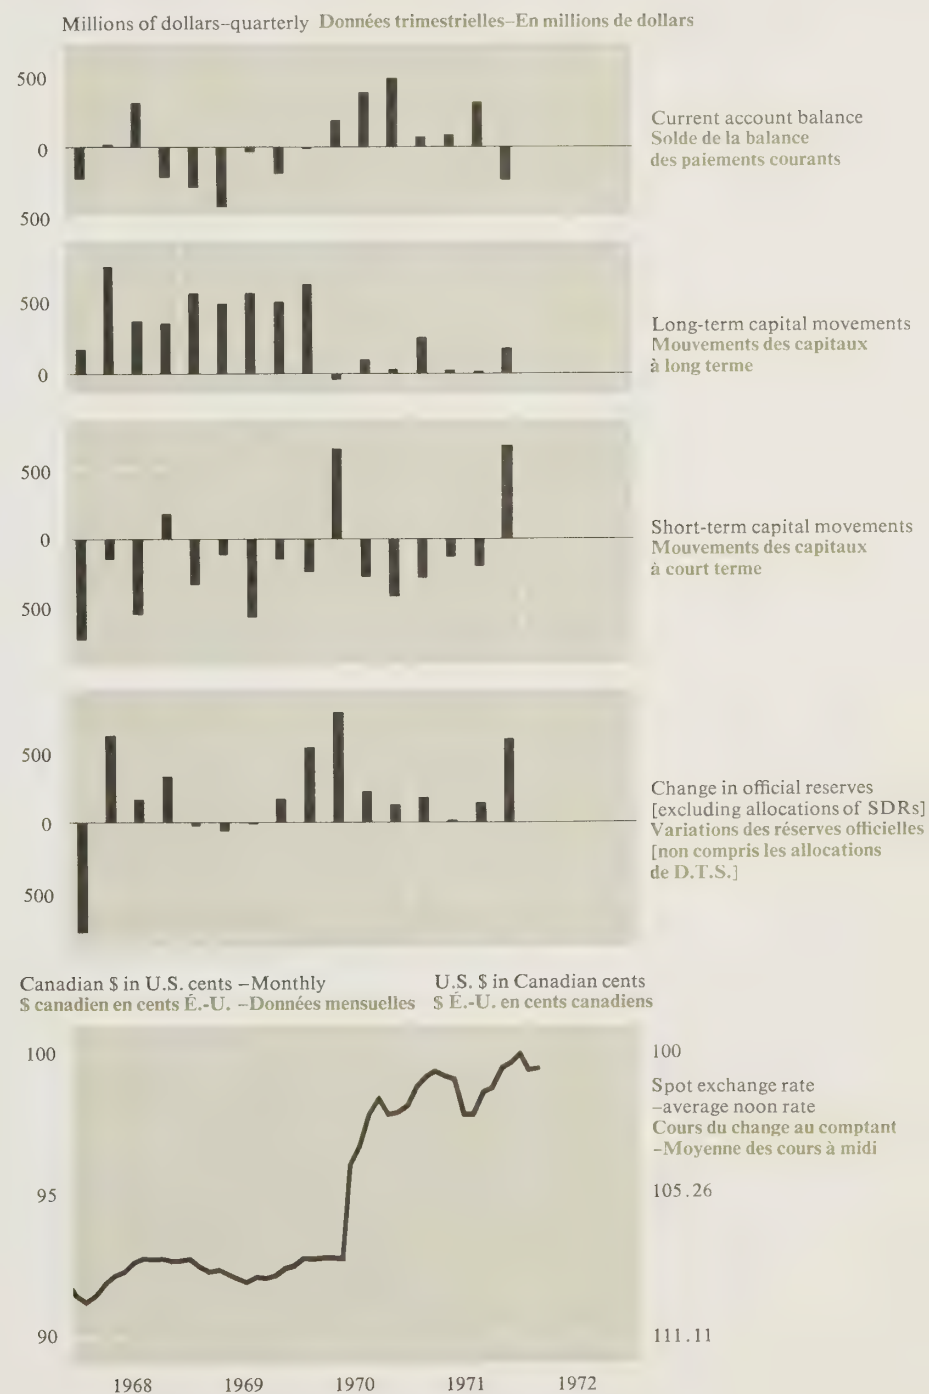 Millions of dollars–quarterly Données trimestrielles–En millions de dollars
500
0
500
Current account balance
Solde de la balance
des paiements courants
500
0
Long-term capital movements
Mouvements des capitaux
à long terme
500
0
500
Short-term capital movements
Mouvements des capitaux
à court terme
500
0
500
Change in official reserves
[excluding allocations of SDRs]
Variations des réserves officielles
[non compris les allocations
de D.T.S.]
Canadian $ in U.S. cents –Monthly
$ canadien en cents É.-U. –Données mensuelles
U.S. $ in Canadian cents
$ É.-U. en cents canadiens
100
95
90
100
Spot exchange rate
–average noon rate
Cours du change au comptant
–Moyenne des cours à midi
105.26
111.11
1968 1969 1970 1971 1972